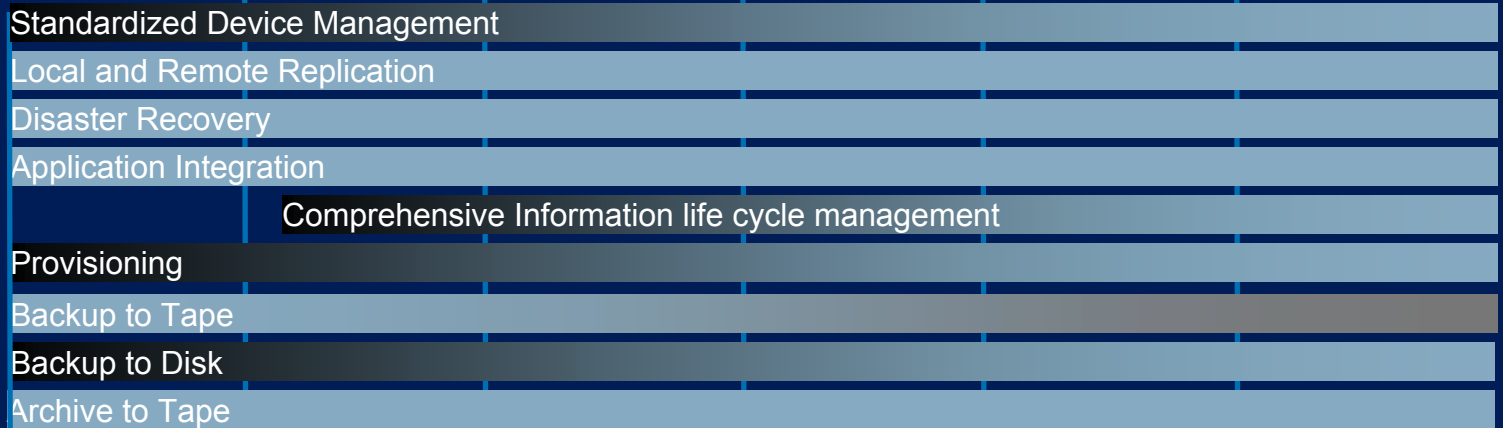 Standardized Device Management
Local and Remote Replication
Disaster Recovery
Application Integration
Comprehensive Information life cycle management
Provisioning
Backup to Tape
Backup to Disk
Archive to Tape